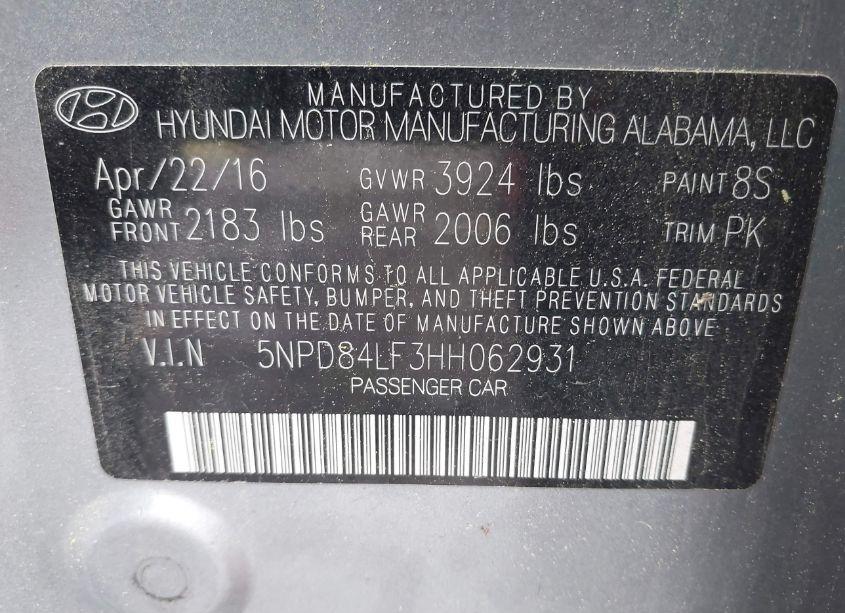 MANUFACTURED BY
HYUNDAI MOTOR MANUFACTURING ALABAMA, LLC
Apr/22/16 GVWR 3924 lbs PAINT 8S
GAWR FRONT 2183 lbs GAWR REAR 2006 lbs TRIM PK
THIS VEHICLE CONFORMS TO ALL APPLICABLE U.S.A. FEDERAL
MOTOR VEHICLE SAFETY, BUMPER, AND THEFT PREVENTION STANDARDS
IN EFFECT ON THE DATE OF MANUFACTURE SHOWN ABOVE
V.I.N 5NPD84LF3HH062931
PASSENGER CAR